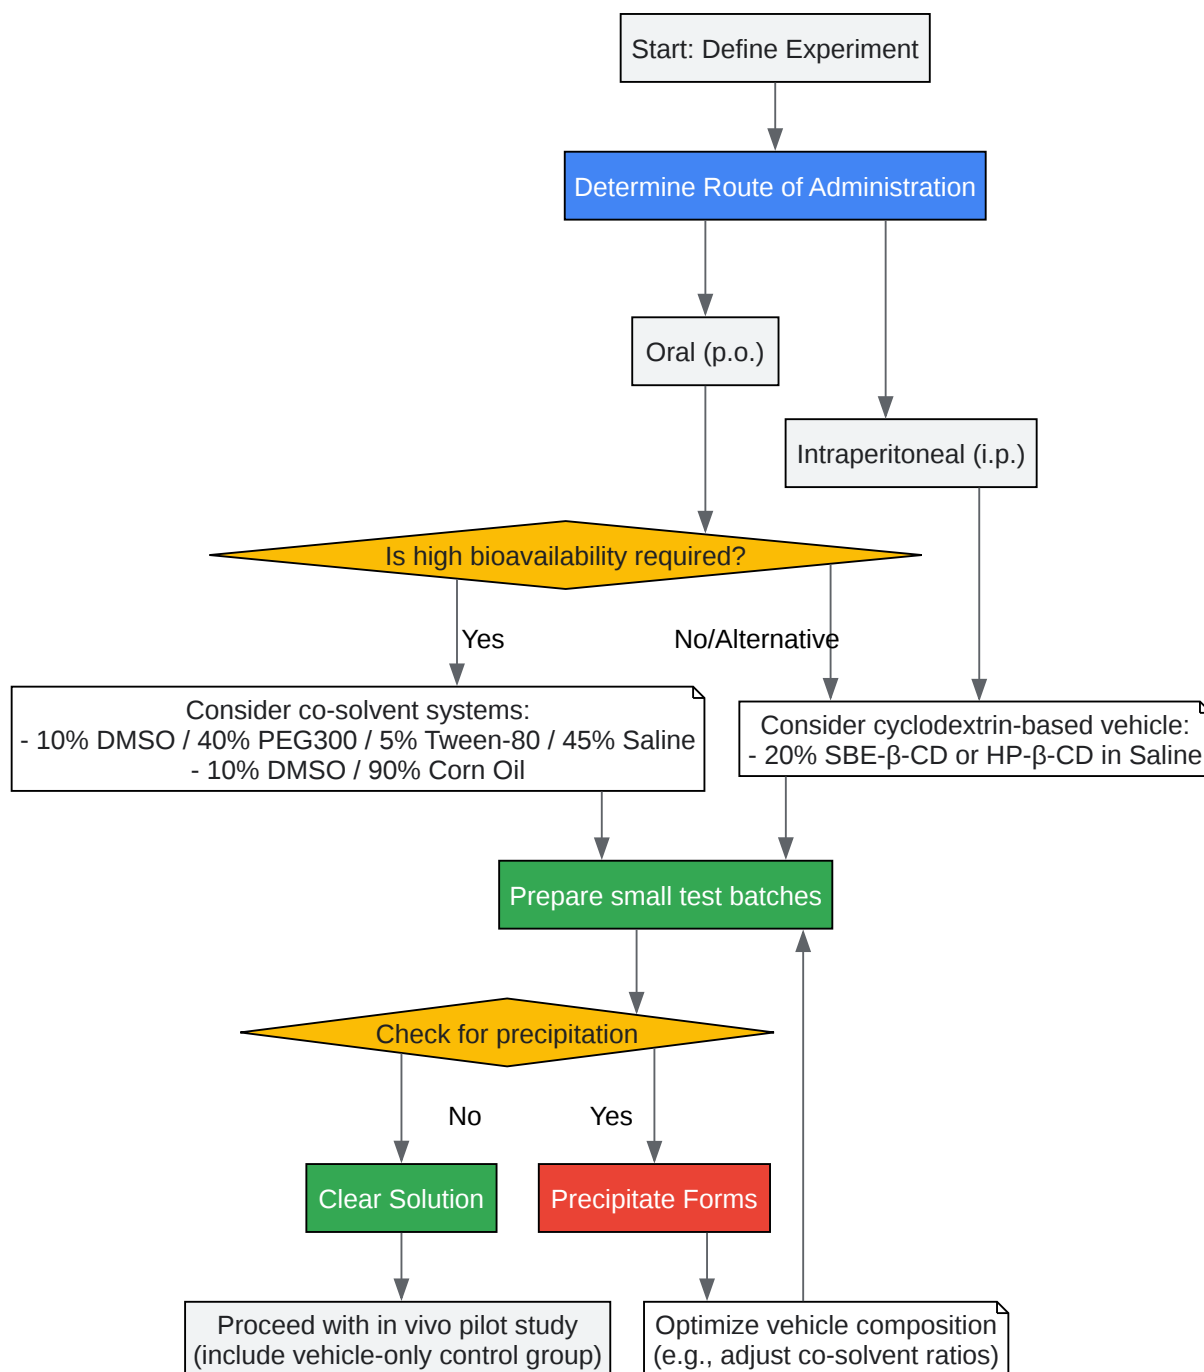 Start: Define Experiment
Determine Route of Administration
Oral (p.o.)
Intraperitoneal (i.p.)
Is high bioavailability required?
Yes
No/Alternative
Consider co-solvent systems:
- 10% DMSO / 40% PEG300 / 5% Tween-80 / 45% Saline
- 10% DMSO / 90% Corn Oil
Consider cyclodextrin-based vehicle:
- 20% SBE-β-CD or HP-β-CD in Saline
Prepare small test batches
Check for precipitation
No
Yes
Clear Solution
Precipitate Forms
Proceed with in vivo pilot study
(include vehicle-only control group)
Optimize vehicle composition
(e.g., adjust co-solvent ratios)